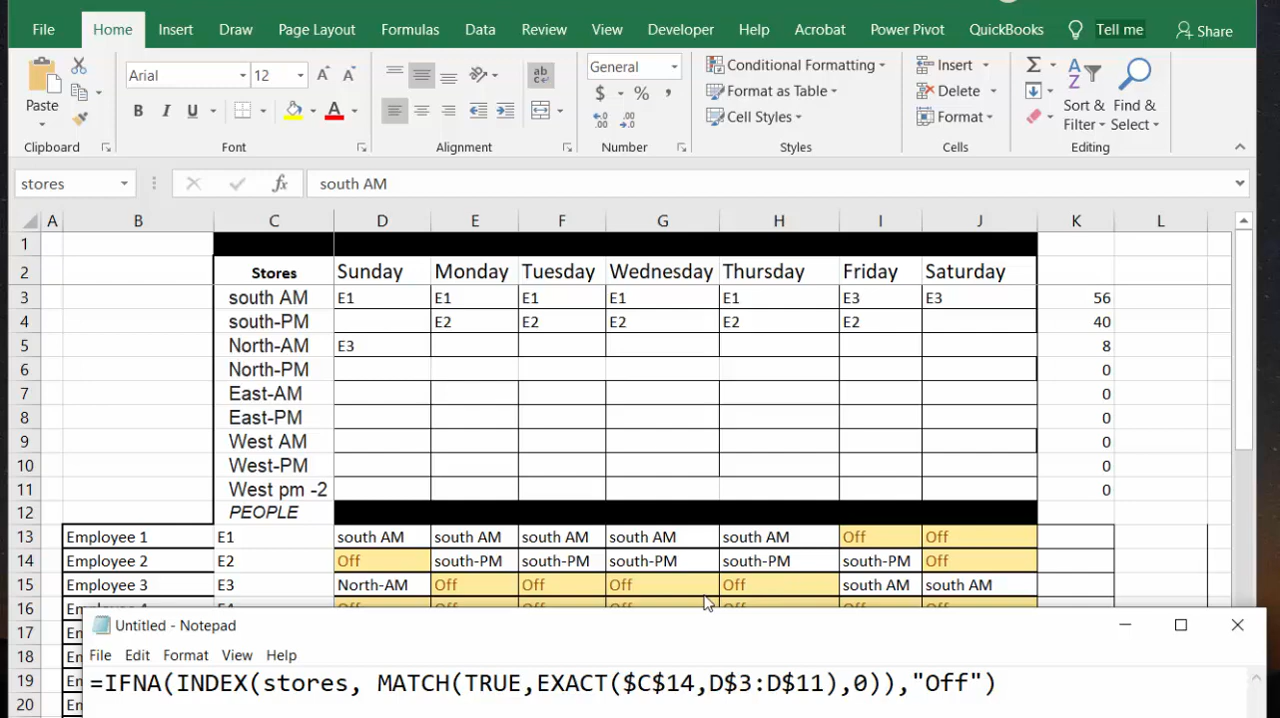 File Home Insert Draw Page Layout Formulas Data Review View Developer Help Acrobat Power Pivot QuickBooks Tell me Share
Arial 12 A A ab c General Conditional Formatting Insert Σ A Z
Paste B I U A $ % , Format as Table Delete Sort & Find &
.00 .0 Cell Styles Format Filter Select
Clipboard Font Alignment Number Styles Cells Editing
stores fx south AM
A B C D E F G H I J K L
1
2 Stores Sunday Monday Tuesday Wednesday Thursday Friday Saturday
3 south AM E1 E1 E1 E1 E1 E3 E3 56
4 south-PM E2 E2 E2 E2 E2 40
5 North-AM E3 8
6 North-PM 0
7 East-AM 0
8 East-PM 0
9 West AM 0
10 West-PM 0
11 West pm -2 0
12 PEOPLE
13 Employee 1 E1 south AM south AM south AM south AM south AM Off Off
14 Employee 2 E2 Off south-PM south-PM south-PM south-PM south-PM Off
15 Employee 3 E3 North-AM Off Off Off Off south AM south AM
16
17
18
19
20
Untitled - Notepad
File Edit Format View Help
=IFNA(INDEX(stores, MATCH(TRUE,EXACT($C$14,D$3:D$11),0)),"Off")